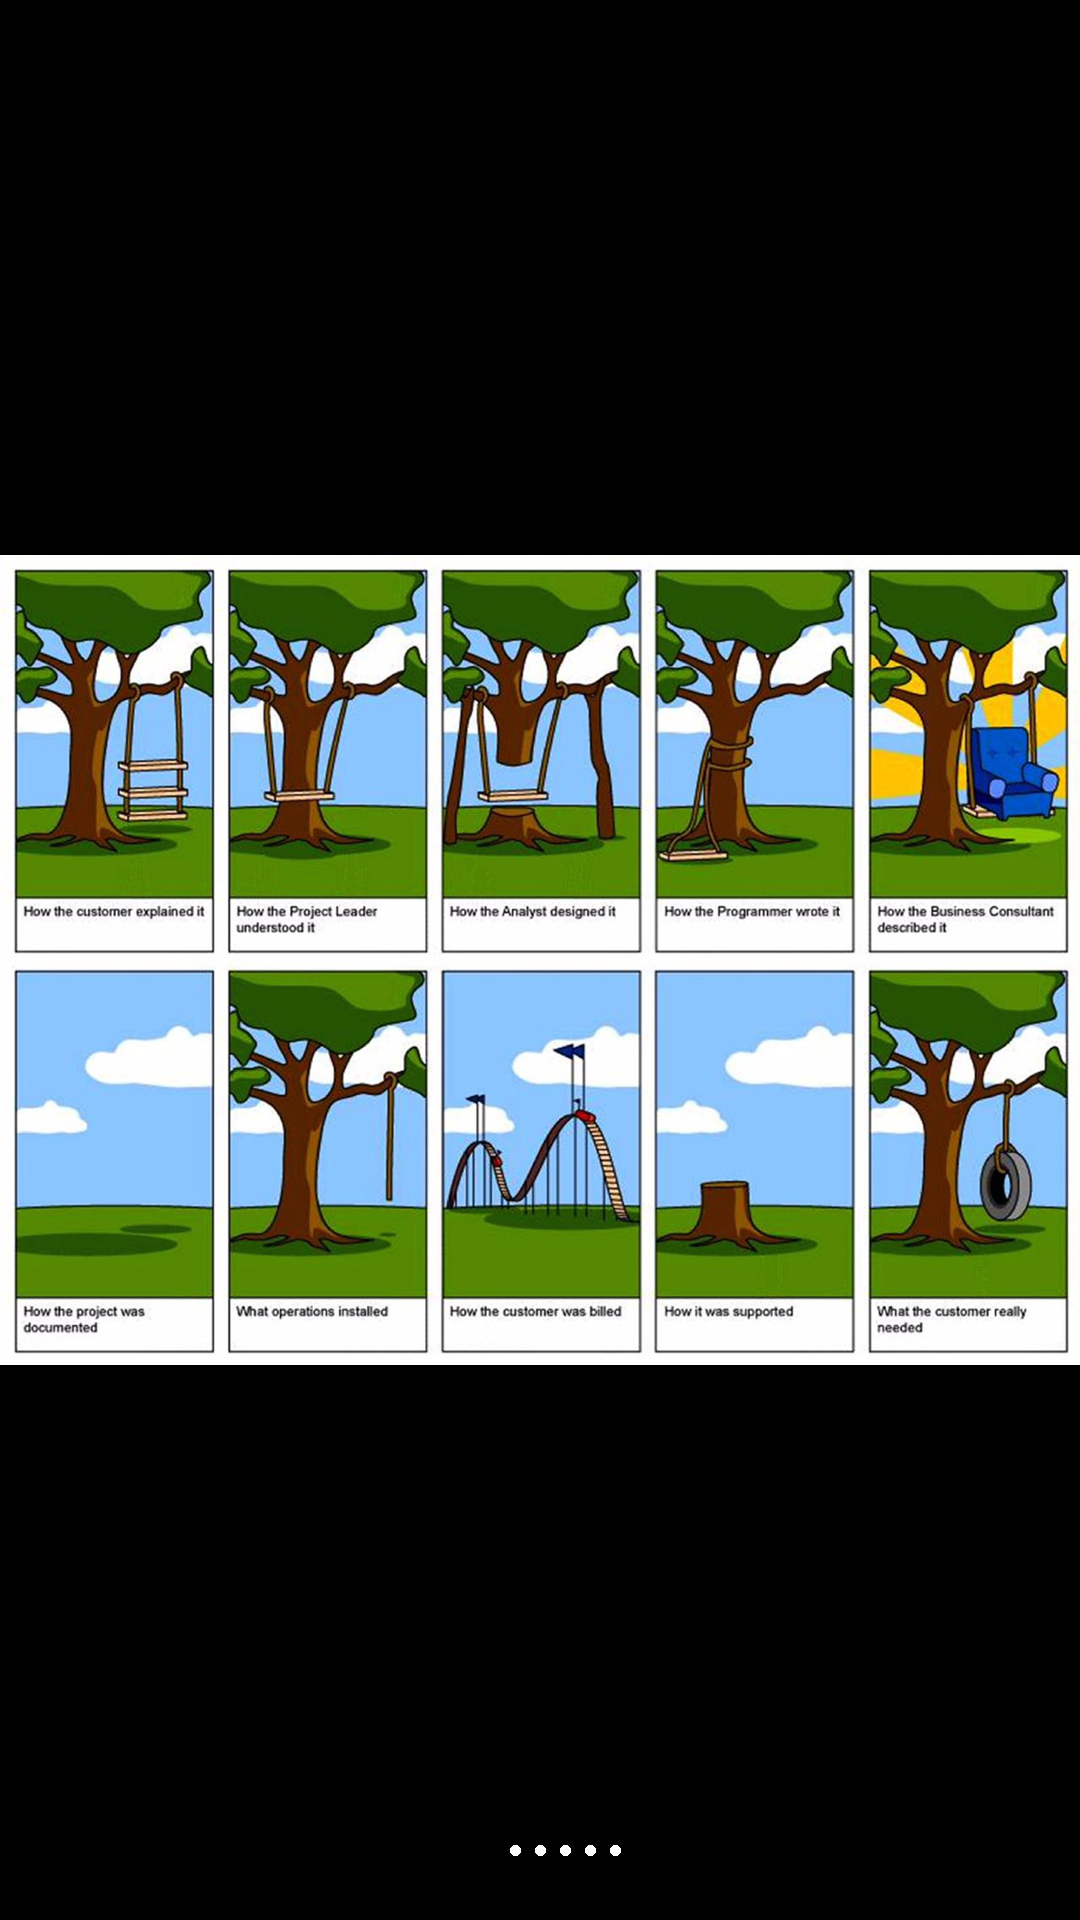 How the customer explained it
How the Project Leader
understood it
How the Analyst designed it
How the Programmer wrote it
How the Business Consultant
described it
How the project was
documented
What operations installed
How the customer was billed
How it was supported
What the customer really
needed